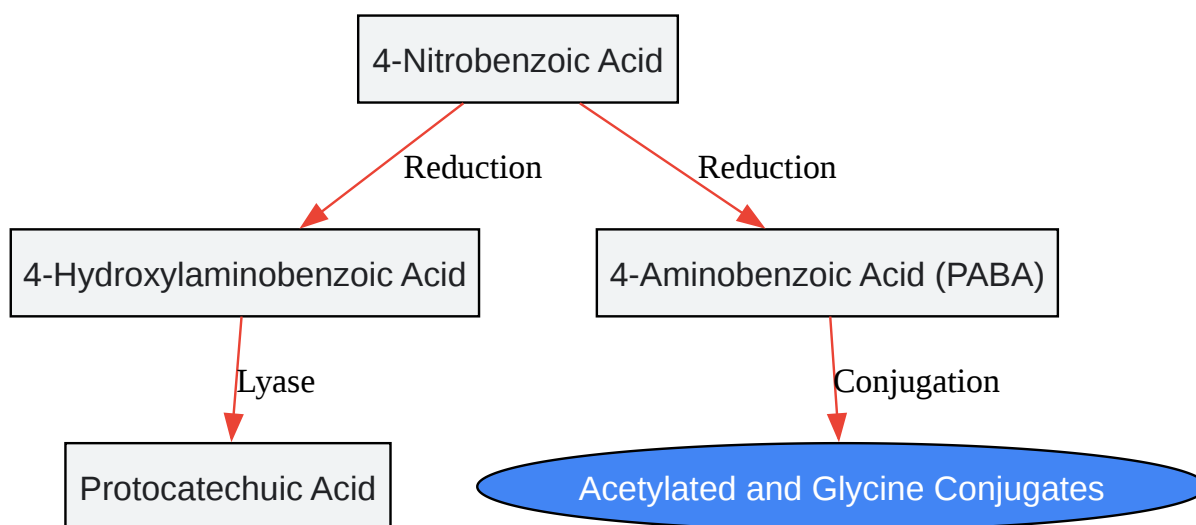 4-Nitrobenzoic Acid
Reduction
Reduction
4-Hydroxylaminobenzoic Acid
4-Aminobenzoic Acid (PABA)
Lyase
Conjugation
Protocatechuic Acid
Acetylated and Glycine Conjugates